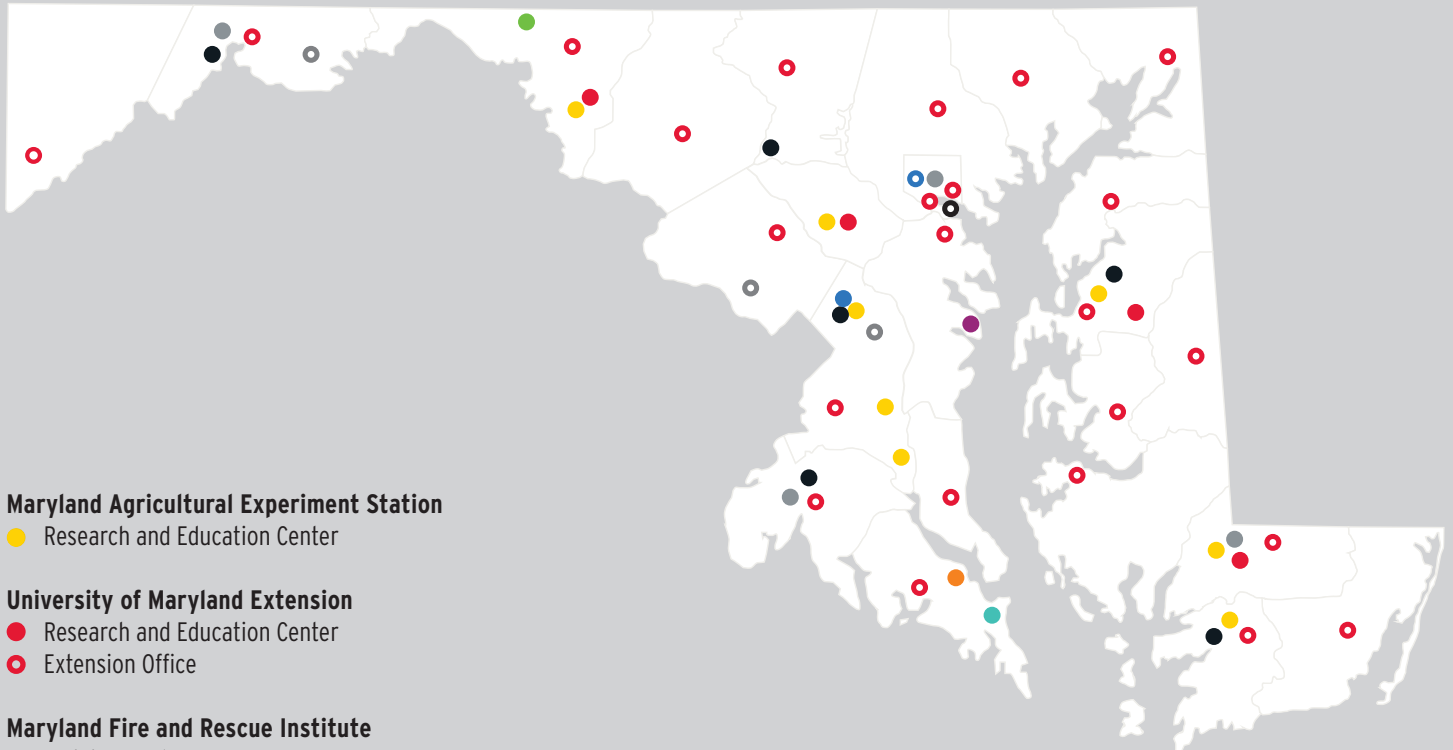 Maryland Agricultural Experiment Station
Research and Education Center
University of Maryland Extension
Research and Education Center
Extension Office
Maryland Fire and Rescue Institute